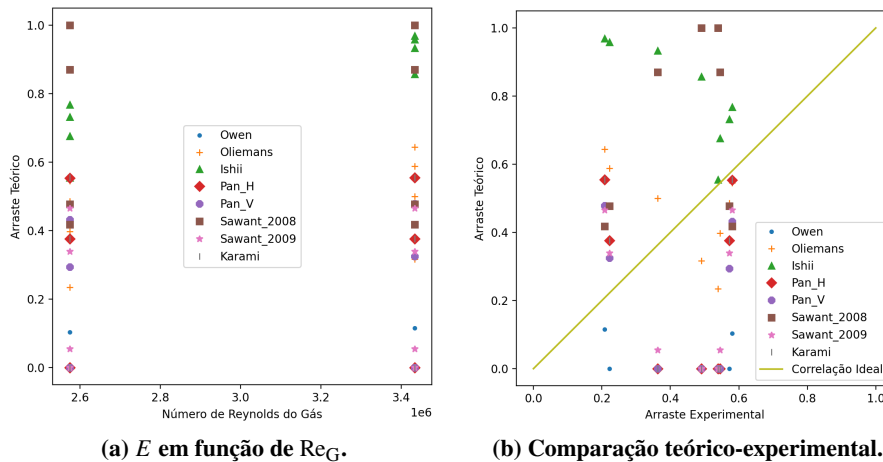 1.0
0.8
0.6
0.4
0.2
0.0
Arraste Teórico
Owen
Oliemans
Ishii
Pan_H
Pan_V
Sawant_2008
Sawant_2009
Karami
2.6 2.8 3.0 3.2 3.4
1e6
Número de Reynolds do Gás
(a) E em função de ReG.
1.0
0.8
0.6
0.4
0.2
0.0
Arraste Teórico
Owen
Oliemans
Ishii
Pan_H
Pan_V
Sawant_2008
Sawant_2009
Karami
Correlação Ideal
0.0 0.2 0.4 0.6 0.8 1.0
Arraste Experimental
(b) Comparação teórico-experimental.